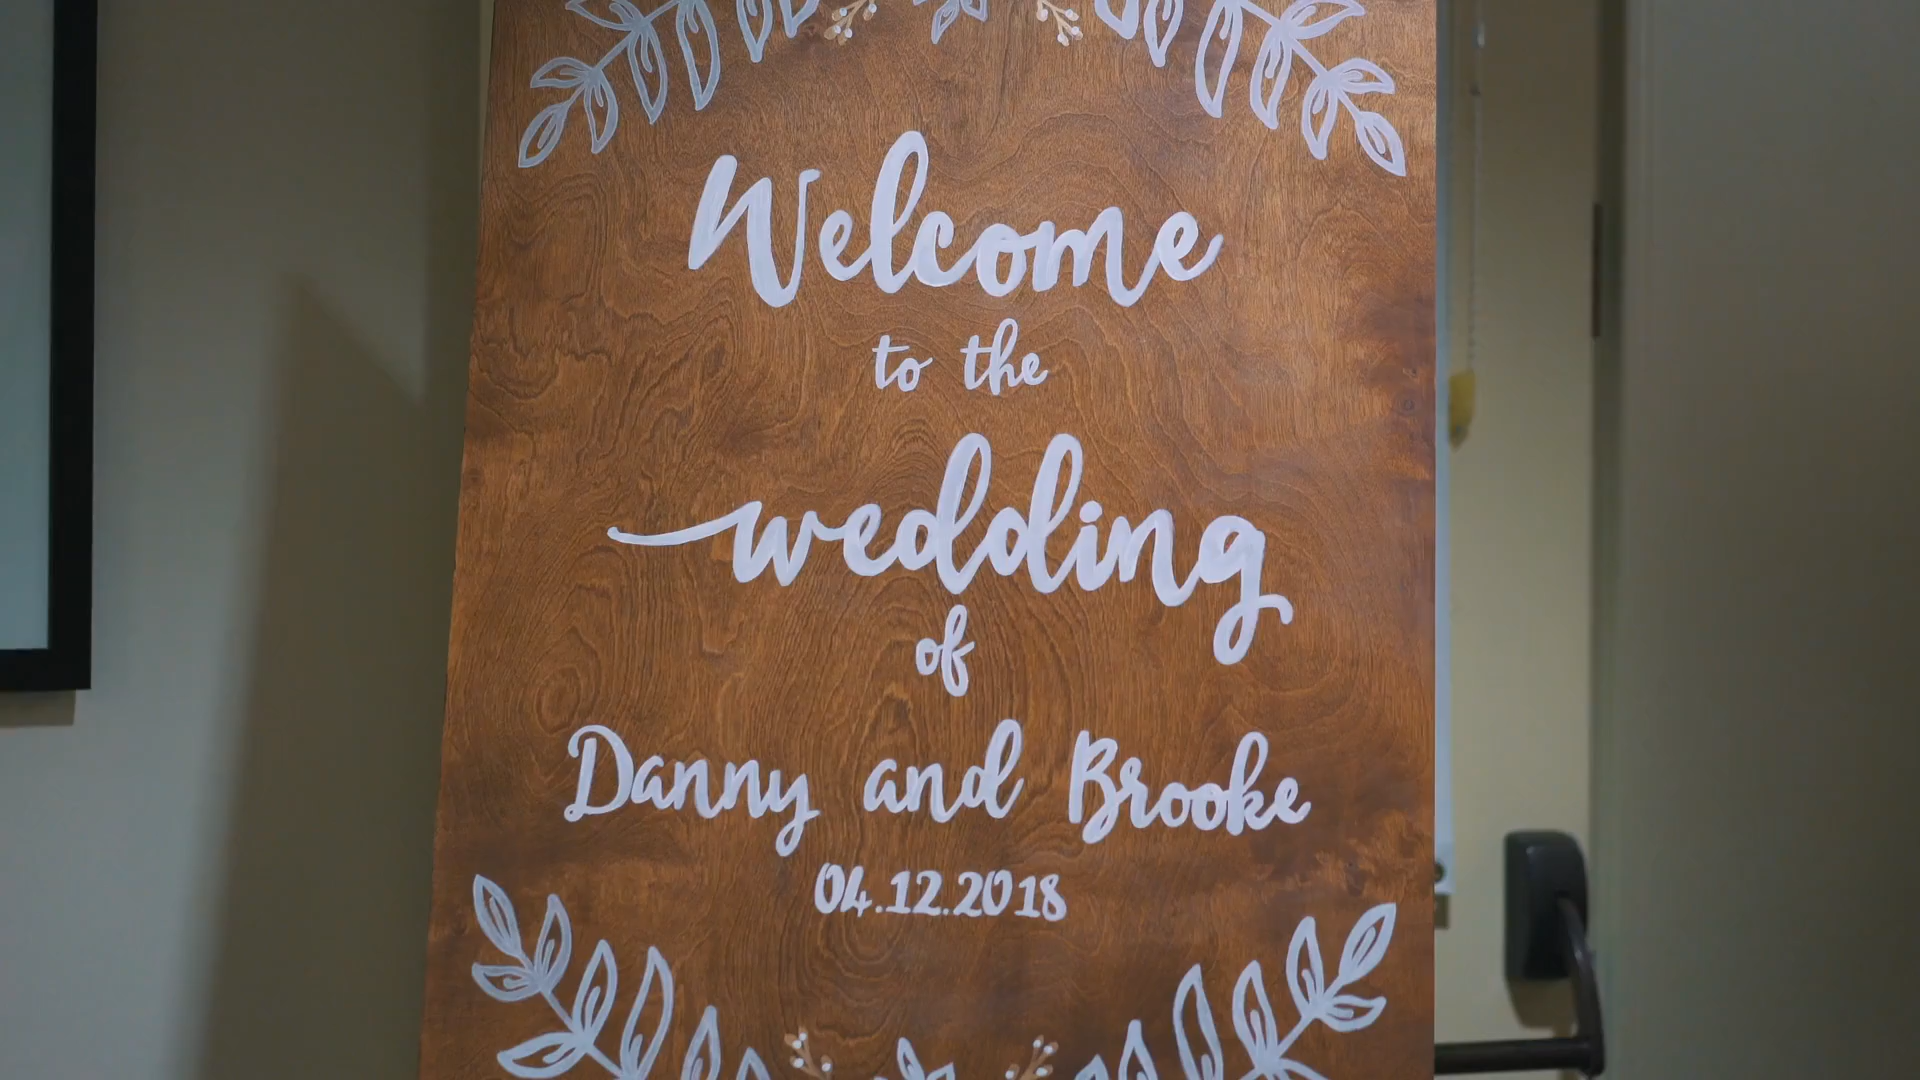 Welcome
to the
wedding
of
Danny and Brooke
04.12.2018